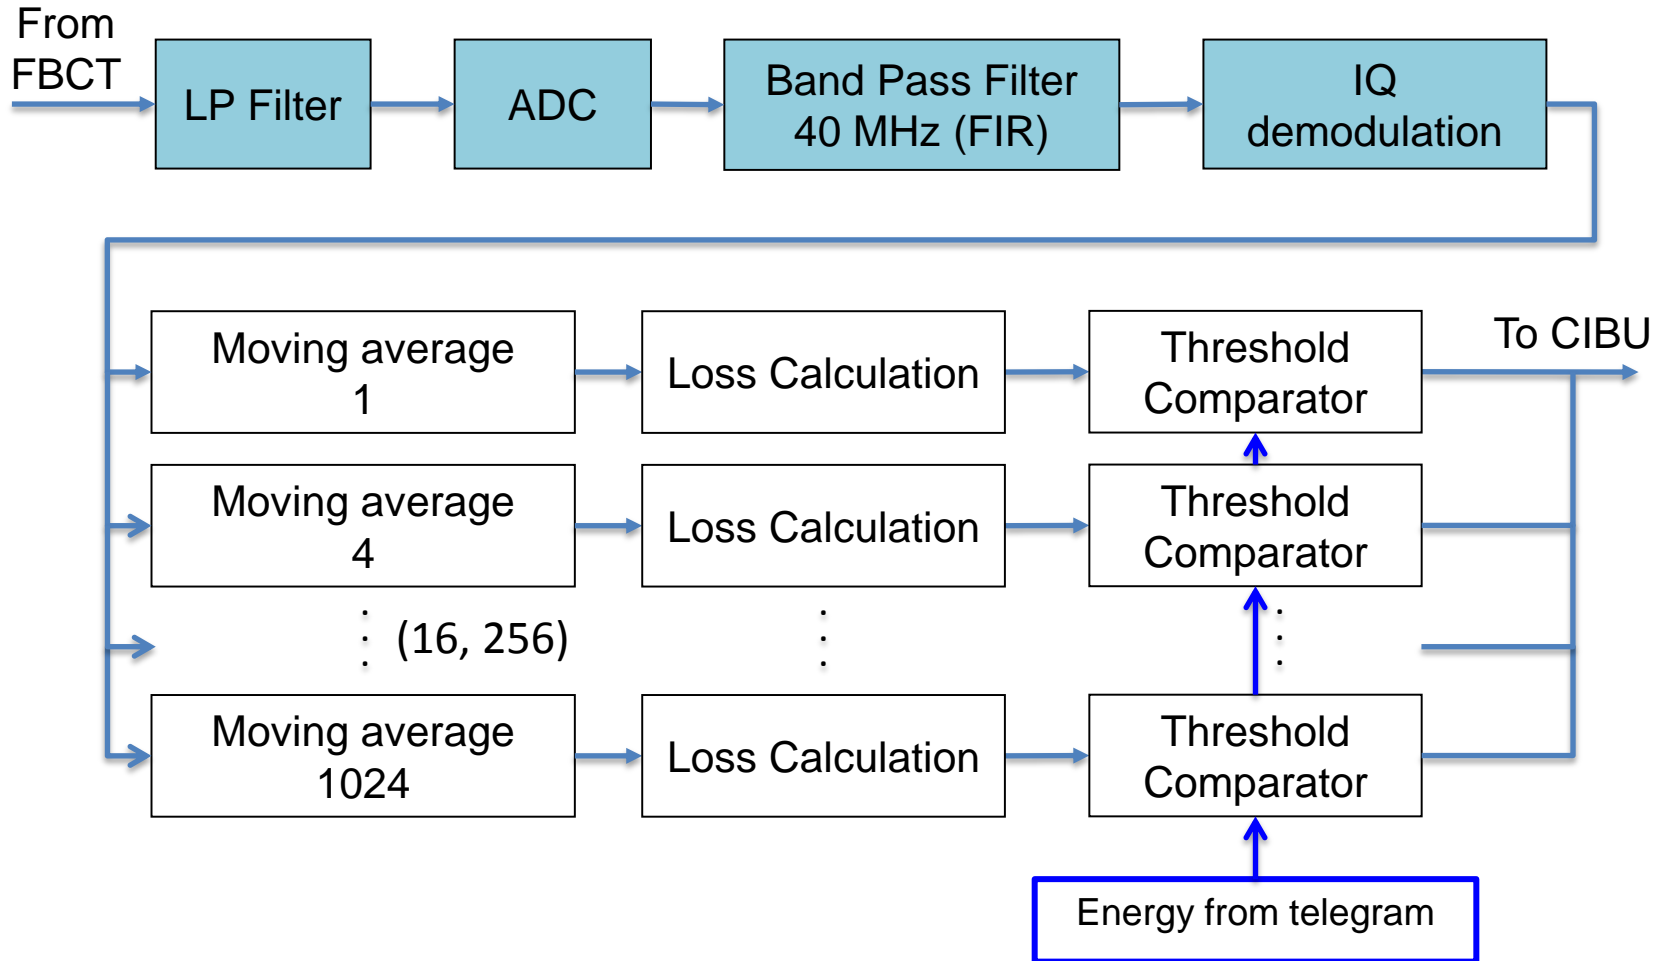 From
FBCT
LP Filter
ADC
Band Pass Filter
40 MHz (FIR)
IQ
demodulation
Moving average
1
Loss Calculation
Threshold
Comparator
To CIBU
Moving average
4
Loss Calculation
Threshold
Comparator
(16, 256)
Moving average
1024
Loss Calculation
Threshold
Comparator
Energy from telegram